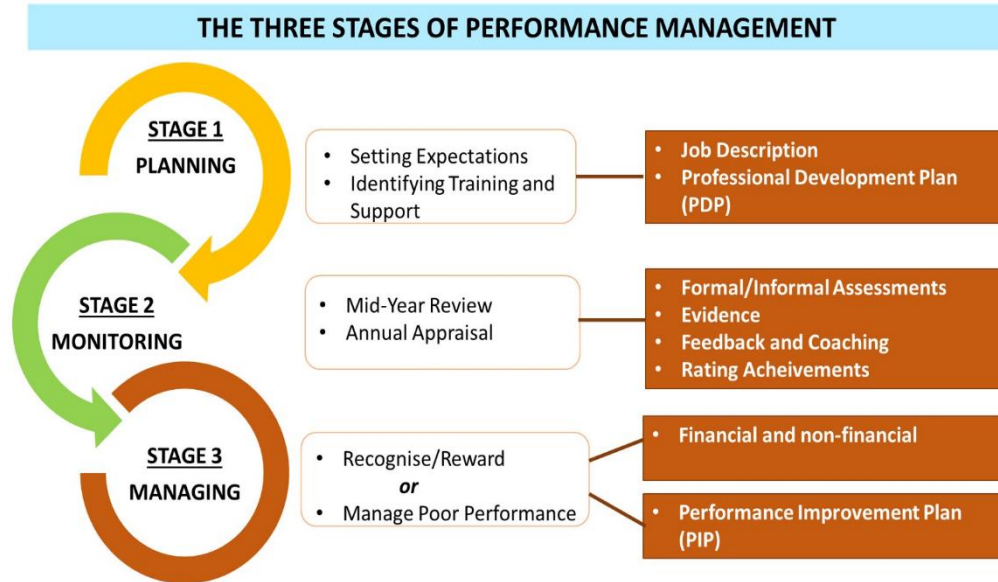 THE THREE STAGES OF PERFORMANCE MANAGEMENT
STAGE 1
PLANNING
• Setting Expectations
• Identifying Training and
Support
• Job Description
• Professional Development Plan
(PDP)
STAGE 2
MONITORING
• Mid-Year Review
• Annual Appraisal
• Formal/Informal Assessments
• Evidence
• Feedback and Coaching
• Rating Acheivements
STAGE 3
MANAGING
• Recognise/Reward
or
• Manage Poor Performance
• Financial and non-financial
• Performance Improvement Plan
(PIP)